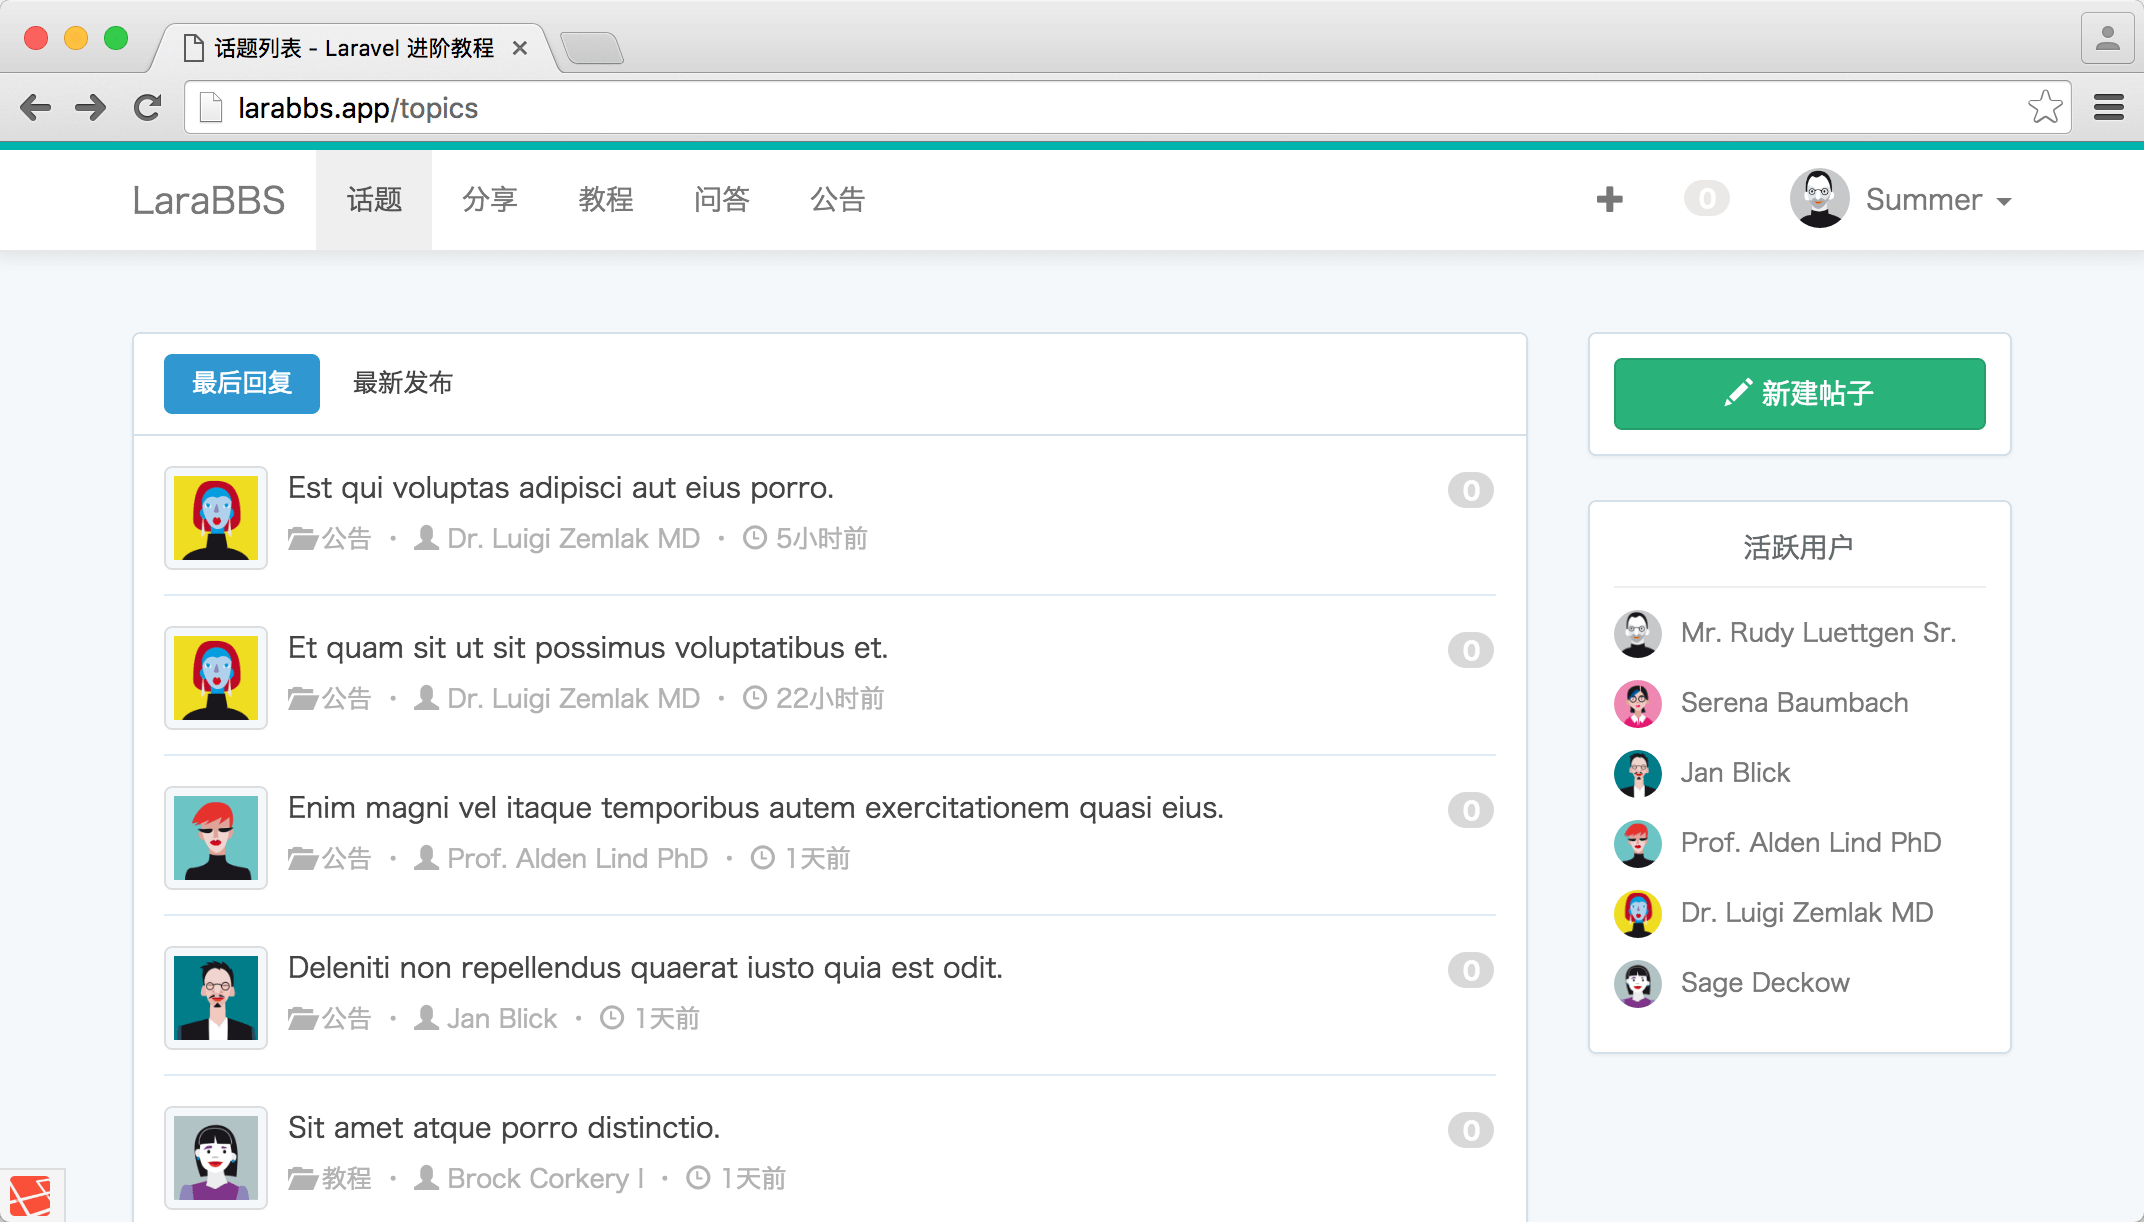 话题列表 - Laravel 进阶教程
larabbs.app/topics
LaraBBS 话题 分享 教程 问答 公告 0 Summer
最后回复 最新发布
Est qui voluptas adipisci aut eius porro. 0
公告 • Dr. Luigi Zemlak MD • 5小时前
Et quam sit ut sit possimus voluptatibus et. 0
公告 • Dr. Luigi Zemlak MD • 22小时前
Enim magni vel itaque temporibus autem exercitationem quasi eius. 0
公告 • Prof. Alden Lind PhD • 1天前
Deleniti non repellendus quaerat iusto quia est odit. 0
公告 • Jan Blick • 1天前
Sit amet atque porro distinctio. 0
教程 • Brock Corkery I • 1天前
新建帖子
活跃用户
Mr. Rudy Luettgen Sr.
Serena Baumbach
Jan Blick
Prof. Alden Lind PhD
Dr. Luigi Zemlak MD
Sage Deckow